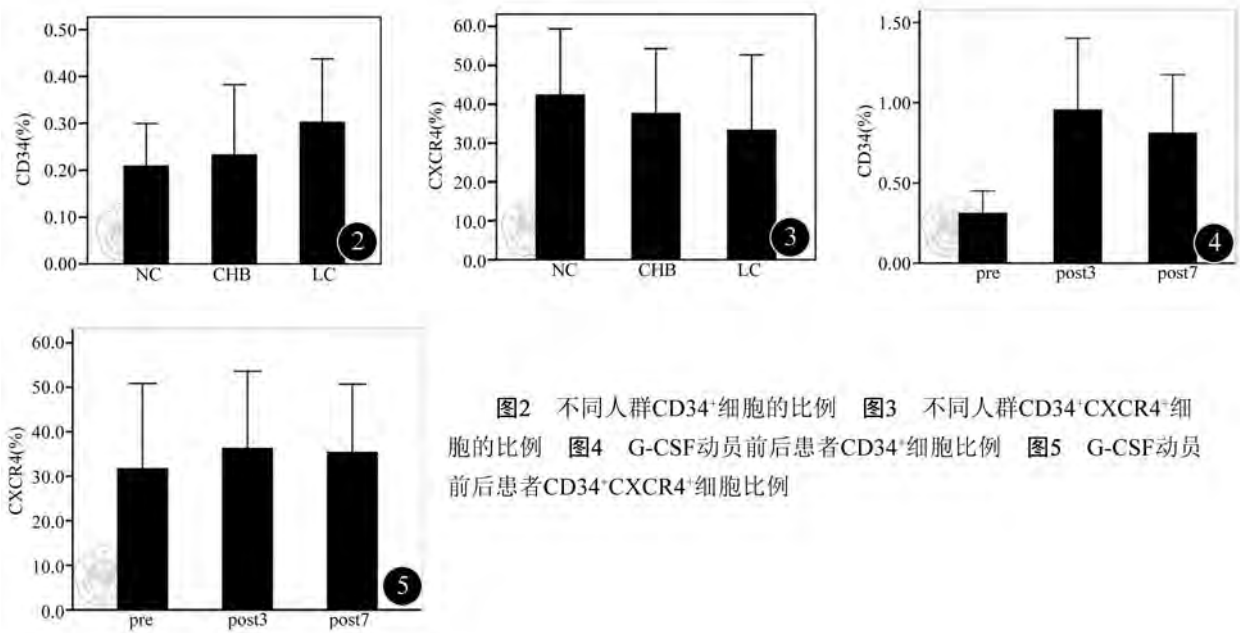 0.50
0.40
0.30
0.20
0.10
0.00
CD34(%)
NC CHB LC
2
60.0
50.0
40.0
30.0
20.0
10.0
0.0
CXCR4(%)
NC CHB LC
3
1.50
1.00
0.50
0.00
CD34(%)
pre post3 post7
4
60.0
50.0
40.0
30.0
20.0
10.0
0.0
CXCR4(%)
pre post3 post7
5
图2 不同人群CD34⁺细胞的比例 图3 不同人群CD34⁺CXCR4⁺细
胞的比例 图4 G-CSF动员前后患者CD34⁺细胞比例 图5 G-CSF动员
前后患者CD34⁺CXCR4⁺细胞比例